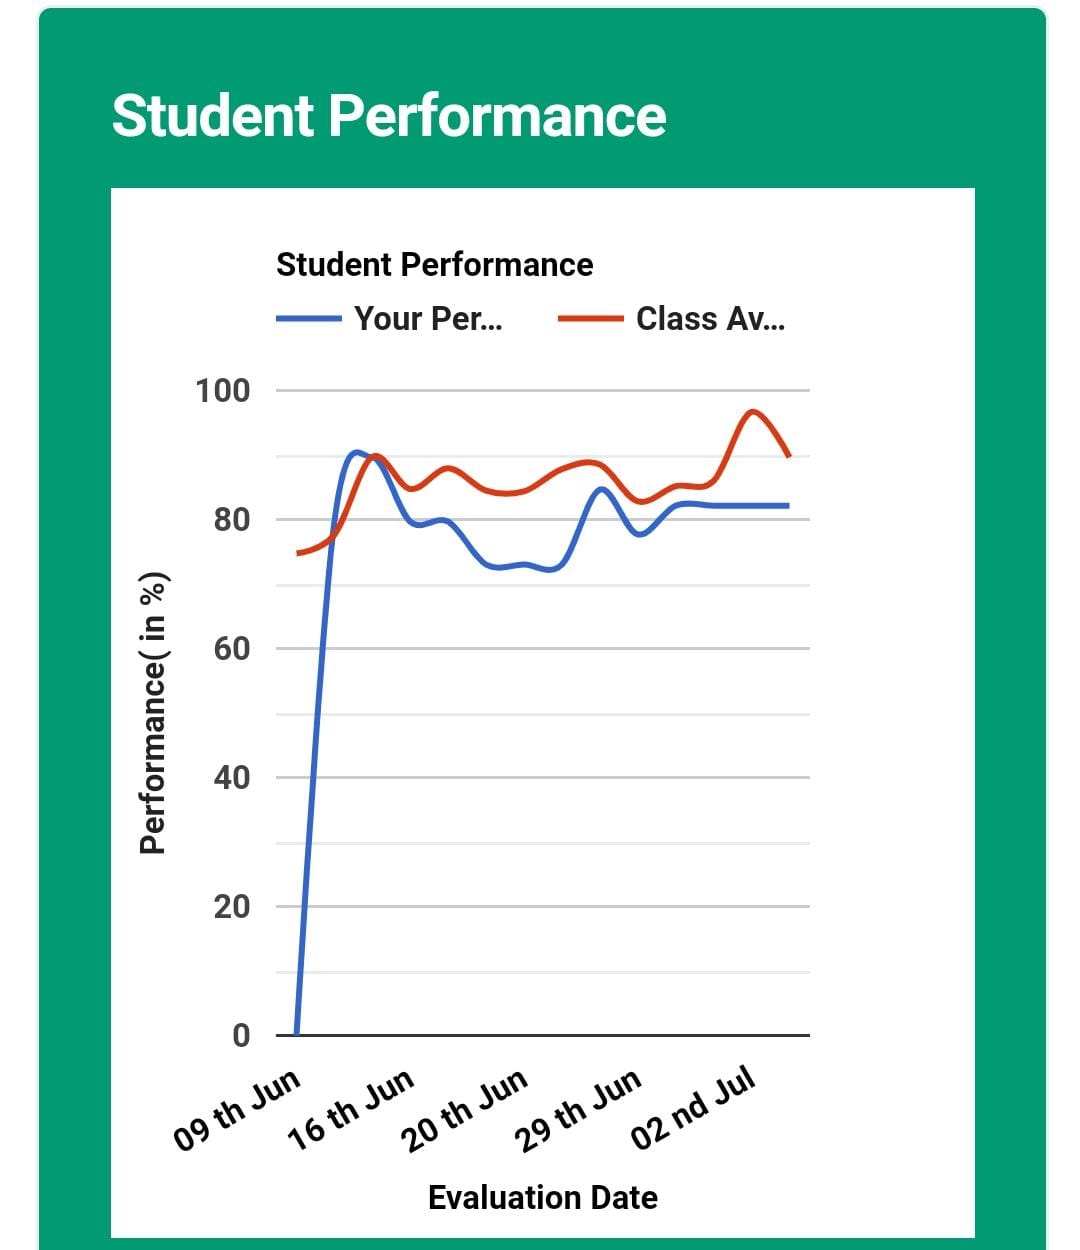 Student Performance
Student Performance
Your Per... Class Av...
100
80
60
40
20
0
Performance( in %)
09 th Jun
16 th Jun
20 th Jun
29 th Jun
02 nd Jul
Evaluation Date